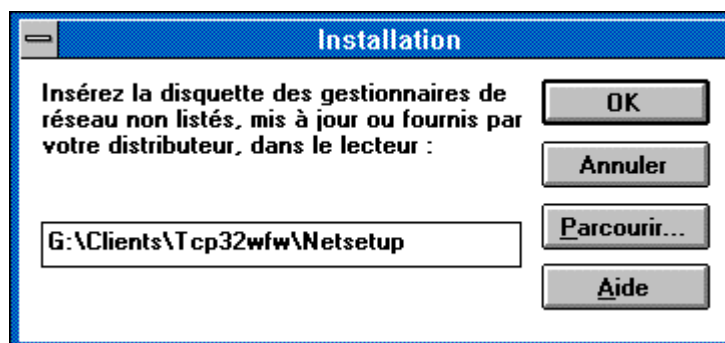 Installation
Insérez la disquette des gestionnaires de
réseau non listés, mis à jour ou fournis par
votre distributeur, dans le lecteur :
G:\Clients\Tcp32wfw\Netsetup
OK
Annuler
Parcourir...
Aide